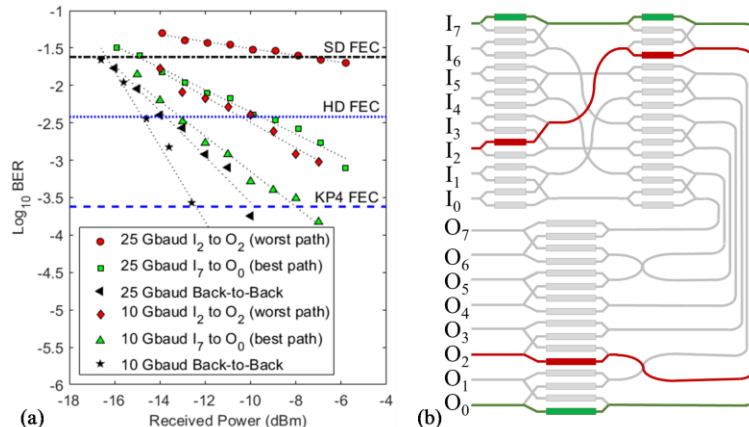 Log10 BER
-1
-1.5
-2
-2.5
-3
-3.5
-4
-4.5
-5
-5.5
-6
SD FEC
HD FEC
KP4 FEC
25 Gbaud I2 to O2 (worst path)
25 Gbaud I7 to O0 (best path)
25 Gbaud Back-to-Back
10 Gbaud I2 to O2 (worst path)
10 Gbaud I7 to O0 (best path)
10 Gbaud Back-to-Back
-18 -16 -14 -12 -10 -8 -6 -4
Received Power (dBm)
(a)
I7
I6
I5
I4
I3
I2
I1
I0
O7
O6
O5
O4
O3
O2
O1
O0
(b)